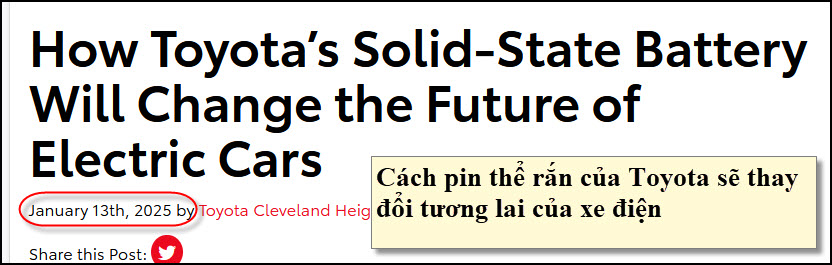 How Toyota's Solid-State Battery
Will Change the Future of
Electric Cars
January 13th, 2025 by Toyota Cleveland Heig
Share this Post:
Cách pin thể rắn của Toyota sẽ thay
đổi tương lai của xe điện